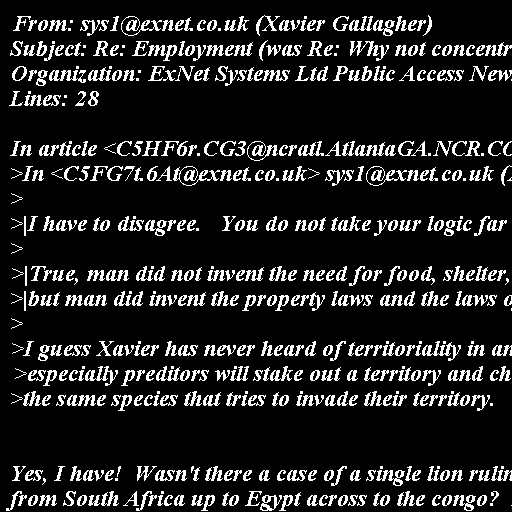 From: sys1@exnet.co.uk (Xavier Gallagher)
Subject: Re: Employment (was Re: Why not concentr
Organization: ExNet Systems Ltd Public Access New
Lines: 28

In article <C5HF6r.CG3@ncratl.AtlantaGA.NCR.CO
>In <C5FG7t.6At@exnet.co.uk> sys1@exnet.co.uk (
>
>|I have to disagree.   You do not take your logic far
>
>|True, man did not invent the need for food, shelter,
>|but man did invent the property laws and the laws o
>
>I guess Xavier has never heard of territoriality in an
>especially preditors will stake out a territory and ch
>the same species that tries to invade their territory.


Yes, I have!  Wasn't there a case of a single lion rulin
from South Africa up to Egypt across to the congo?